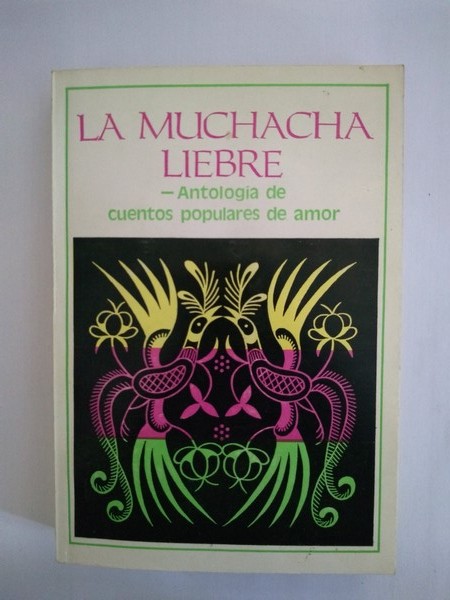 LA MUCHACHA
LIEBRE
—Antología de
cuentos populares de amor